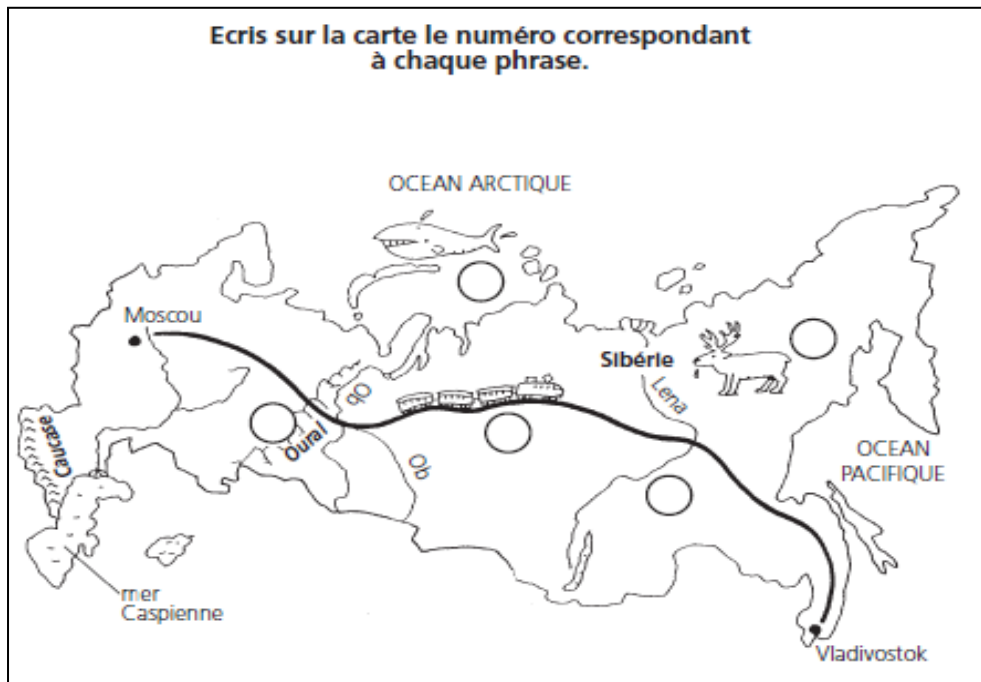 Ecris sur la carte le numéro correspondant
à chaque phrase.
OCEAN ARCTIQUE
Moscou
Sibérie
Ob
Lena
Caucase
Oural
Ob
OCEAN
PACIFIQUE
mer
Caspienne
Vladivostok